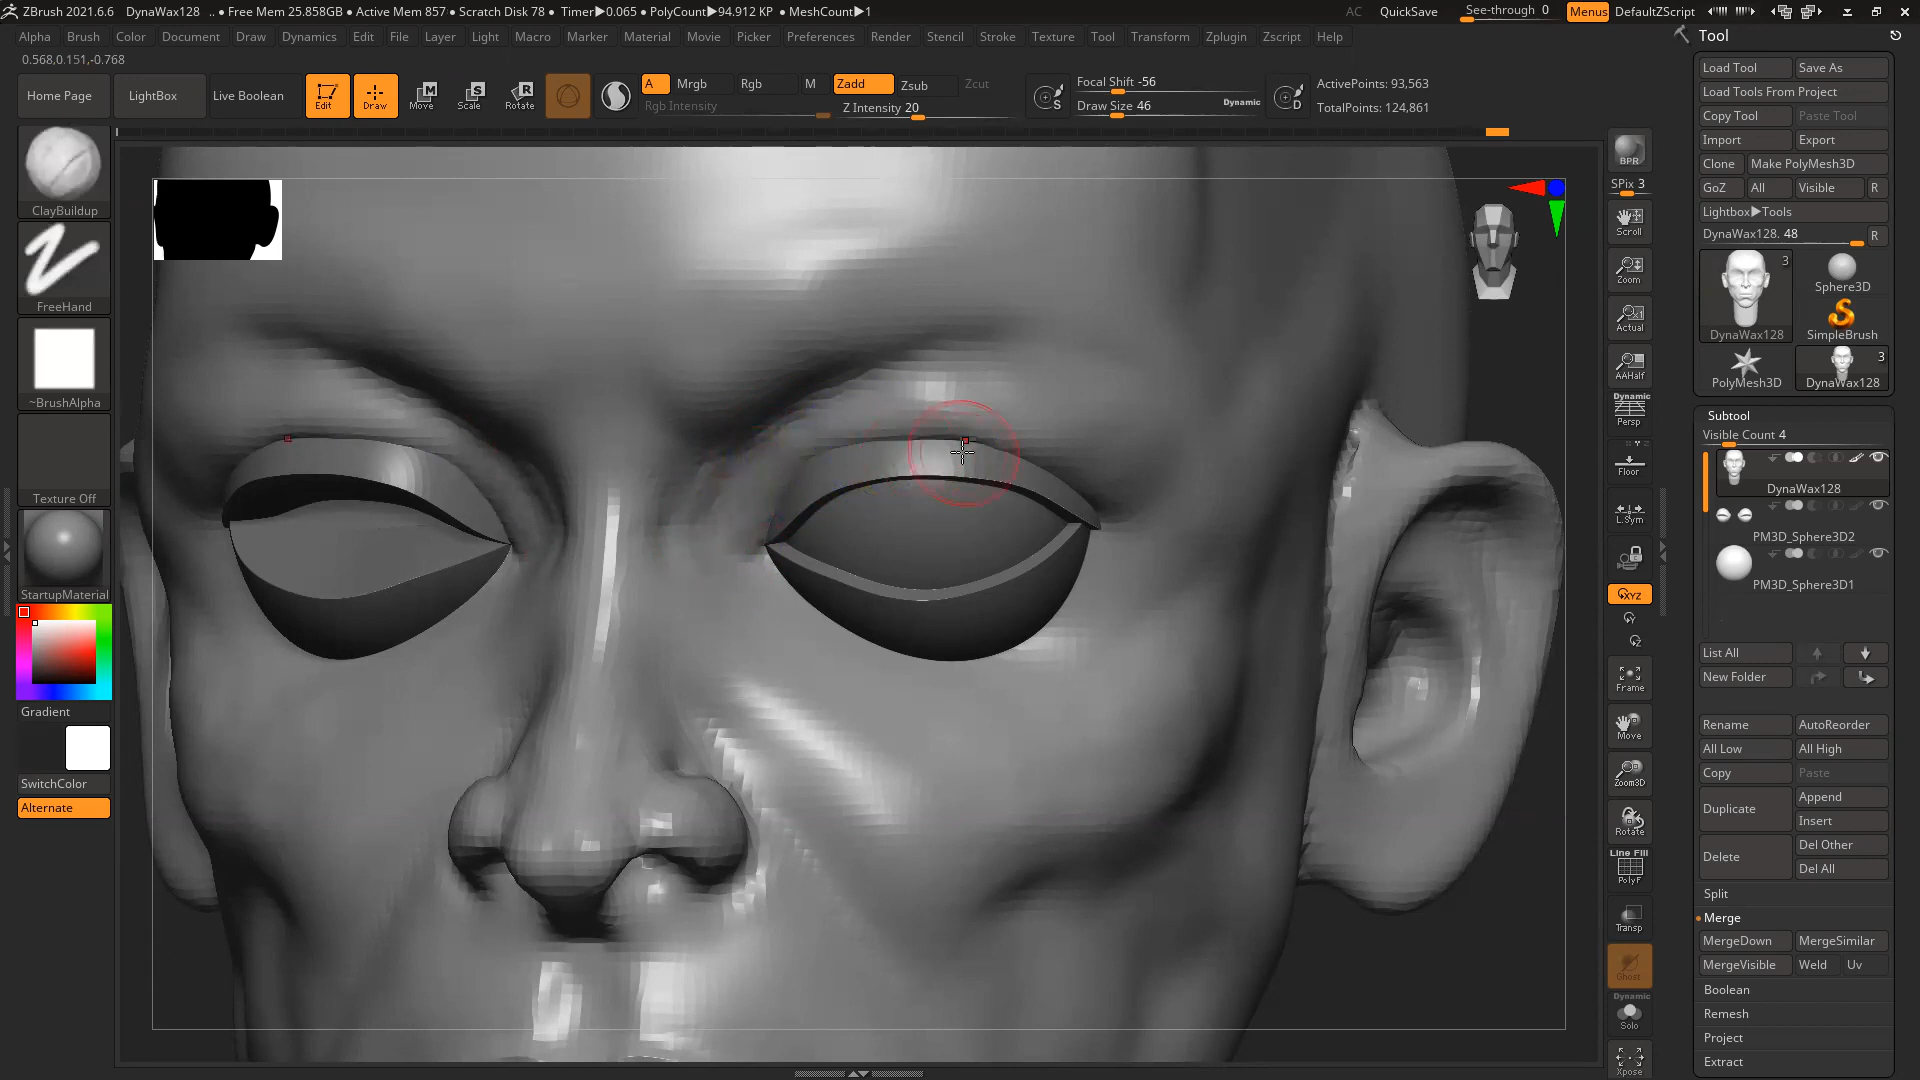 ZBrush 2021.6.6 DynaWax128 .. ● Free Mem 25.858GB ● Active Mem 857 ● Scratch Disk 78 ● Timer▶0.065 ● PolyCount▶94.912 KP ● MeshCount▶1 AC QuickSave See-through 0 Menus DefaultZScript
Alpha Brush Color Document Draw Dynamics Edit File Layer Light Macro Marker Material Movie Picker Preferences Render Stencil Stroke Texture Tool Transform Zplugin Zscript Help
0.568,0.151,-0.768
Home Page LightBox Live Boolean Edit Draw Move Scale Rotate
A Mrgb Rgb M Zadd Zsub Zcut
Rgb Intensity Z Intensity 20
S Focal Shift -56
Draw Size 46 Dynamic D
ActivePoints: 93,563
TotalPoints: 124,861
ClayBuildup
FreeHand
~BrushAlpha
Texture Off
StartupMaterial
Gradient
SwitchColor
Alternate
BPR
SPix 3
Scroll
Zoom
Actual
AAHalf
Dynamic
Persp
Floor
L.Sym
XYZ
Y
Z
Frame
Move
Zoom3D
Rotate
Line Fill
PolyF
Transp
Ghost
Dynamic
Solo
Xpose
Tool
Load Tool Save As
Load Tools From Project
Copy Tool Paste Tool
Import Export
Clone Make PolyMesh3D
GoZ All Visible R
Lightbox▶Tools
DynaWax128. 48 R
3
Sphere3D
DynaWax128 SimpleBrush
3
PolyMesh3D DynaWax128
Subtool
Visible Count 4
DynaWax128
PM3D_Sphere3D2
PM3D_Sphere3D1
List All
New Folder
Rename AutoReorder
All Low All High
Copy Paste
Duplicate Append
Insert
Delete Del Other
Del All
Split
Merge
MergeDown MergeSimilar
MergeVisible Weld Uv
Boolean
Remesh
Project
Extract